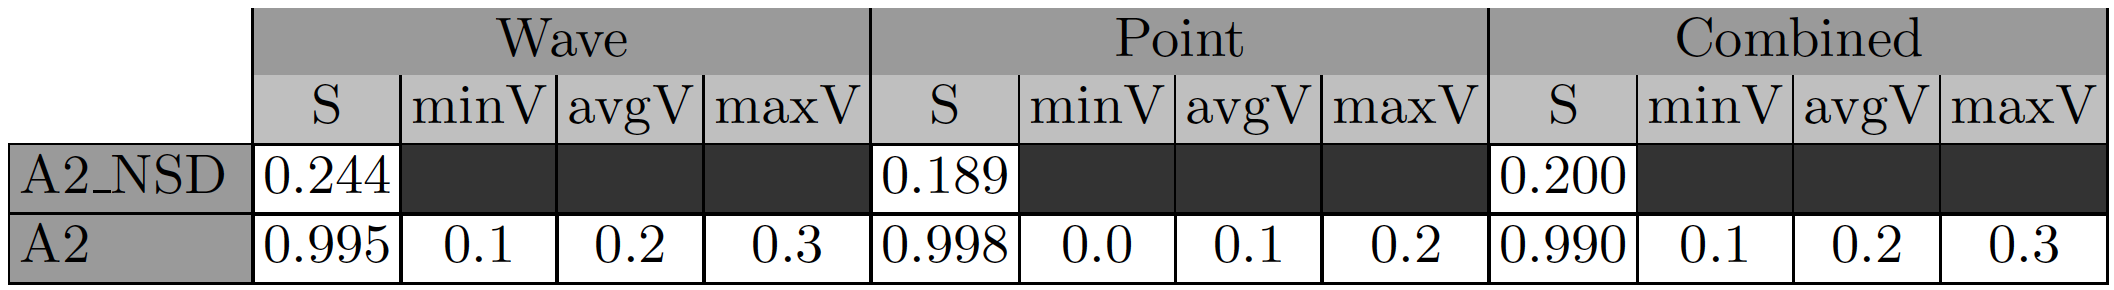 Wave Point Combined
S minV avgV maxV S minV avgV maxV S minV avgV maxV
A2_NSD 0.244 0.189 0.200
A2 0.995 0.1 0.2 0.3 0.998 0.0 0.1 0.2 0.990 0.1 0.2 0.3